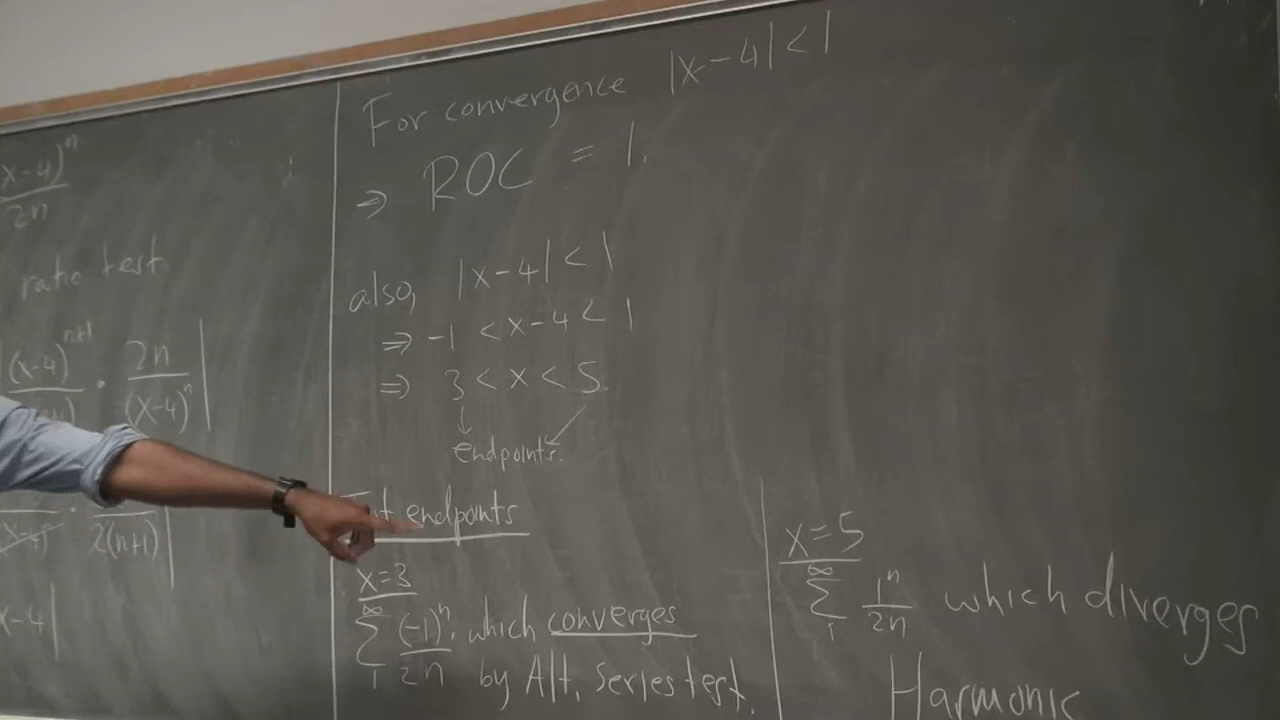 x-4)^n
2n
ratio test
(x-4)^{n+1} · 2n
(x-4)^n
2(n+1)
x-4|
For convergence |x-4| < 1
⇒ ROC = 1.
also, |x-4| < 1
⇒ -1 < x-4 < 1
⇒ 3 < x < 5.
endpoints.
endpoints
x=3
∞
Σ (-1)^n/2n, which converges
1
by Alt. Series test.
x=5
∞
Σ 1^n/2n which diverges
1
Harmonic